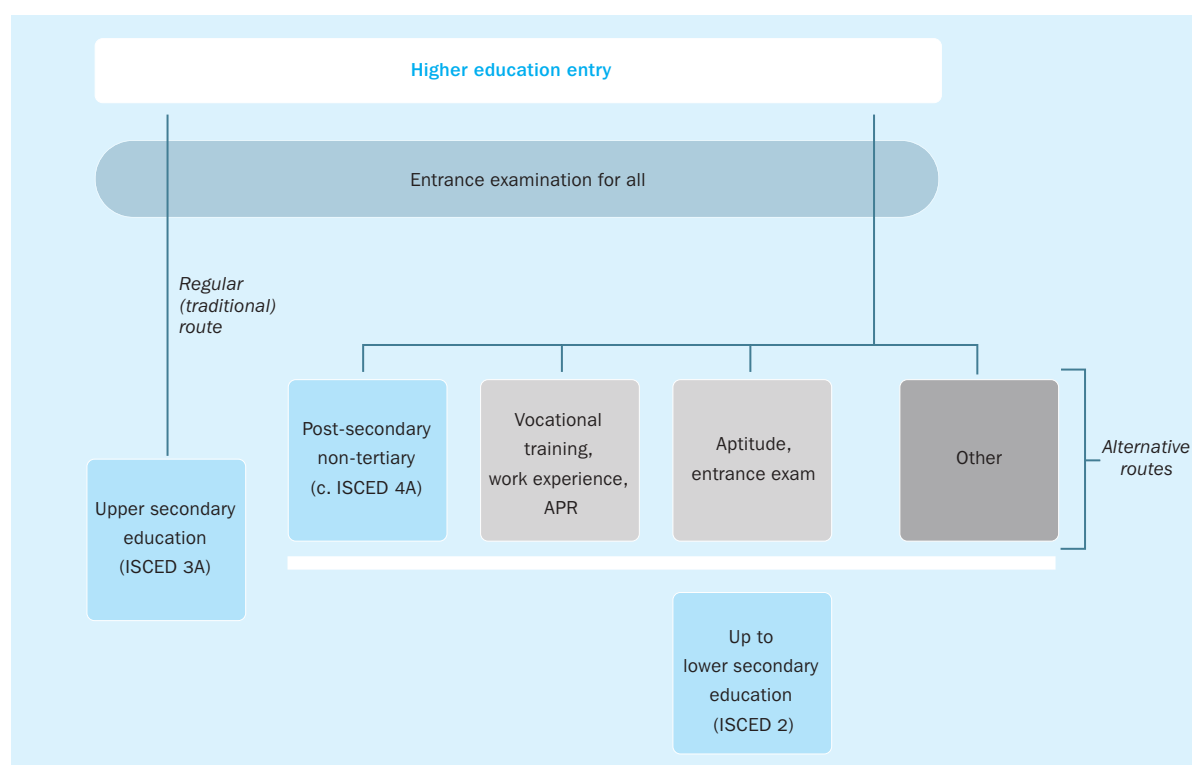 Higher education entry
Entrance examination for all
Regular
(traditional)
route
Upper secondary
education
(ISCED 3A)
Post-secondary
non-tertiary
(c. ISCED 4A)
Vocational
training,
work experience,
APR
Aptitude,
entrance exam
Other
Alternative
routes
Up to
lower secondary
education
(ISCED 2)